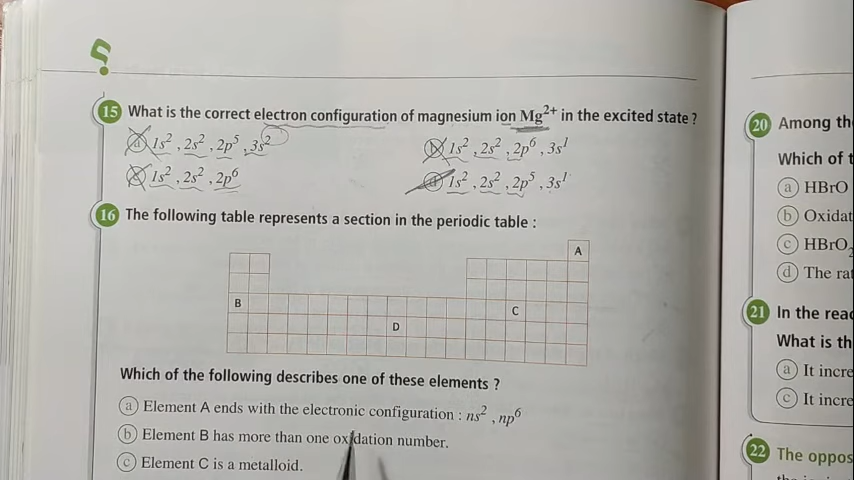 15 What is the correct electron configuration of magnesium ion Mg²⁺ in the excited state ?
a 1s² , 2s² , 2p⁵ , 3s²
b 1s² , 2s² , 2p⁶ , 3s¹
c 1s² , 2s² , 2p⁶
d 1s² , 2s² , 2p⁵ , 3s¹
16 The following table represents a section in the periodic table :
A
B
C
D
Which of the following describes one of these elements ?
a Element A ends with the electronic configuration : ns² , np⁶
b Element B has more than one oxidation number.
c Element C is a metalloid.
20 Among th
Which of t
a HBrO
b Oxidat
c HBrO₂
d The rat
21 In the reac
What is th
a It incre
c It incre
22 The oppos